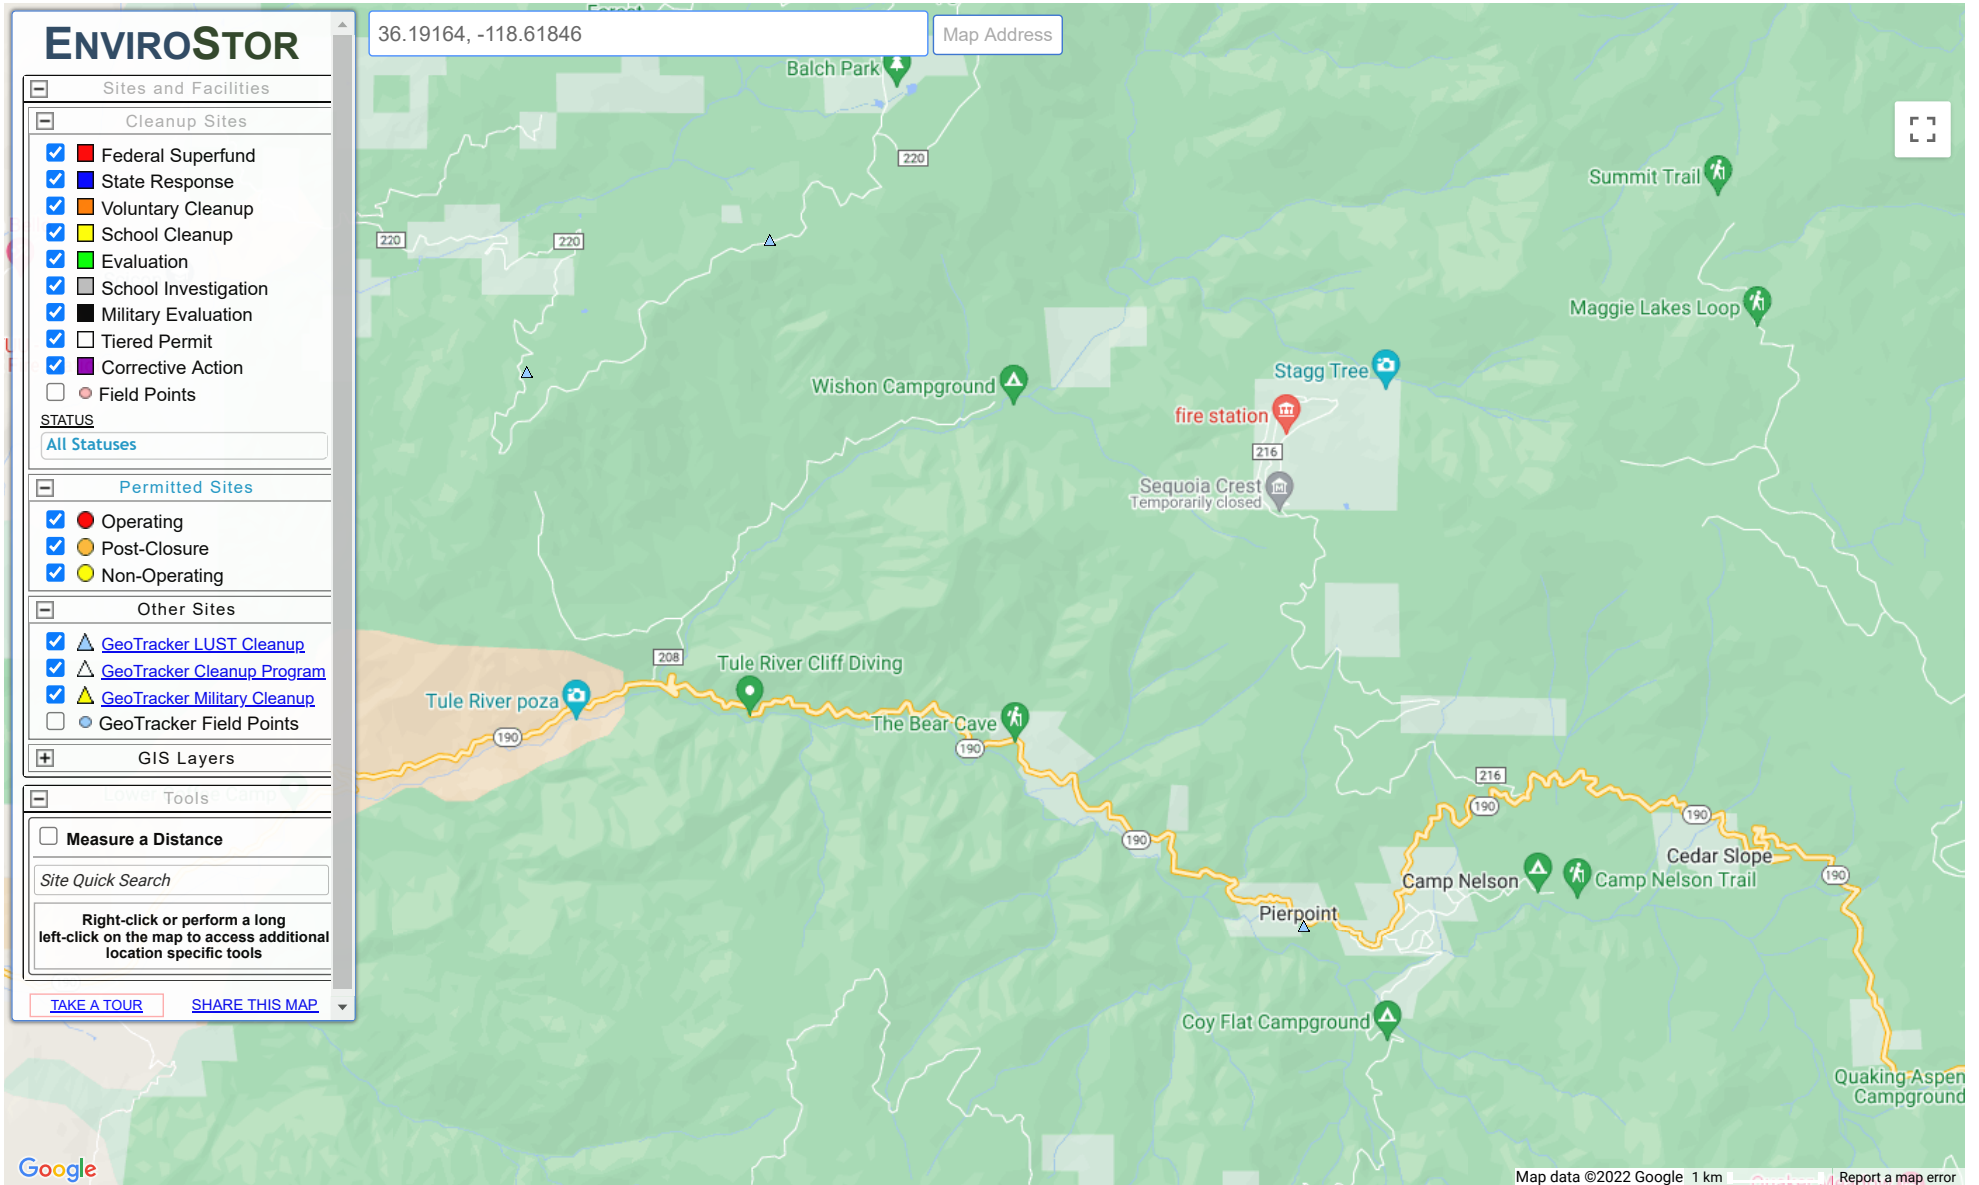 ENVIROSTOR
Sites and Facilities
Cleanup Sites
Federal Superfund
State Response
Voluntary Cleanup
School Cleanup
Evaluation
School Investigation
Military Evaluation
Tiered Permit
Corrective Action
Field Points
STATUS
All Statuses
Permitted Sites
Operating
Post-Closure
Non-Operating
Other Sites
GeoTracker LUST Cleanup
GeoTracker Cleanup Program
GeoTracker Military Cleanup
GeoTracker Field Points
GIS Layers
Tools
Measure a Distance
Site Quick Search
Right-click or perform a long
left-click on the map to access additional
location specific tools
TAKE A TOUR
SHARE THIS MAP
36.19164, -118.61846
Map Address
Forest
Balch Park
220
Summit Trail
220
220
Maggie Lakes Loop
Stagg Tree
Wishon Campground
fire station
216
Sequoia Crest
Temporarily closed
208
Tule River Cliff Diving
Tule River poza
The Bear Cave
190
190
216
190
190
190
Cedar Slope
190
Camp Nelson
Camp Nelson Trail
Pierpoint
Coy Flat Campground
Quaking Aspen
Campground
Google
Map data ©2022 Google
1 km
Report a map error